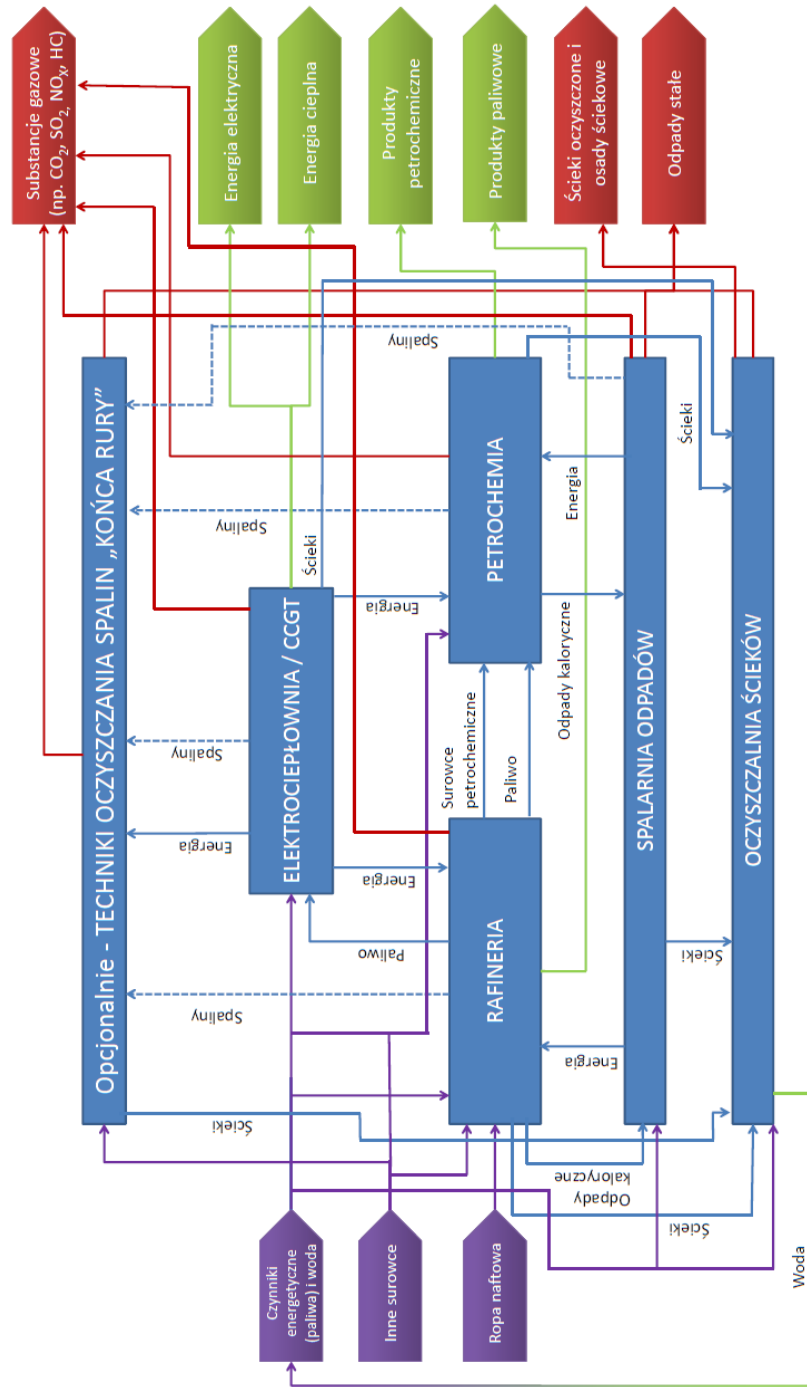 Substancje gazowe
(np. CO₂, SO₂, NOₓ, HC)
Energia elektryczna
Energia cieplna
Produkty
petrochemiczne
Produkty paliwowe
Ścieki oczyszczone i
osady ściekowe
Odpady stałe
Opcjonalnie - TECHNIKI OCZYSZCZANIA SPALIN „KOŃCA RURY”
Spaliny
Ścieki
Spaliny
Energia
Spaliny
Energia
Spaliny
Ścieki
ELEKTROCIEPŁOWNIA / CCGT
Energia
Paliwo
PETROCHEMIA
Surowce
petrochemiczne
Paliwo
RAFINERIA
Ścieki
Energia
Odpady kaloryczne
Ścieki
Energia
Odpady
kaloryczne
Ścieki
SPALARNIA ODPADÓW
OCZYSZCZALNIA ŚCIEKÓW
Czynniki
energetyczne
(paliwa) i woda
Inne surowce
Ropa naftowa
Woda